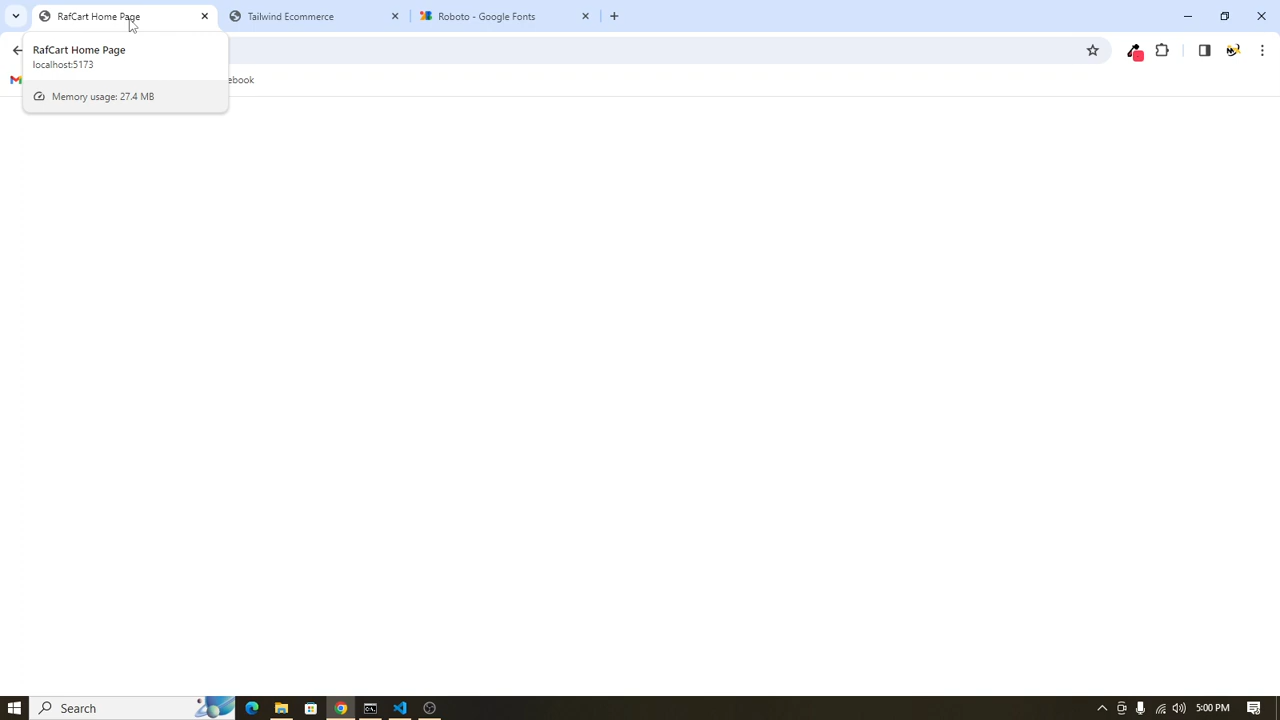 RafCart Home Page
Tailwind Ecommerce
Roboto - Google Fonts
RafCart Home Page
localhost:5173
ebook
Memory usage: 27.4 MB
Search
5:00 PM